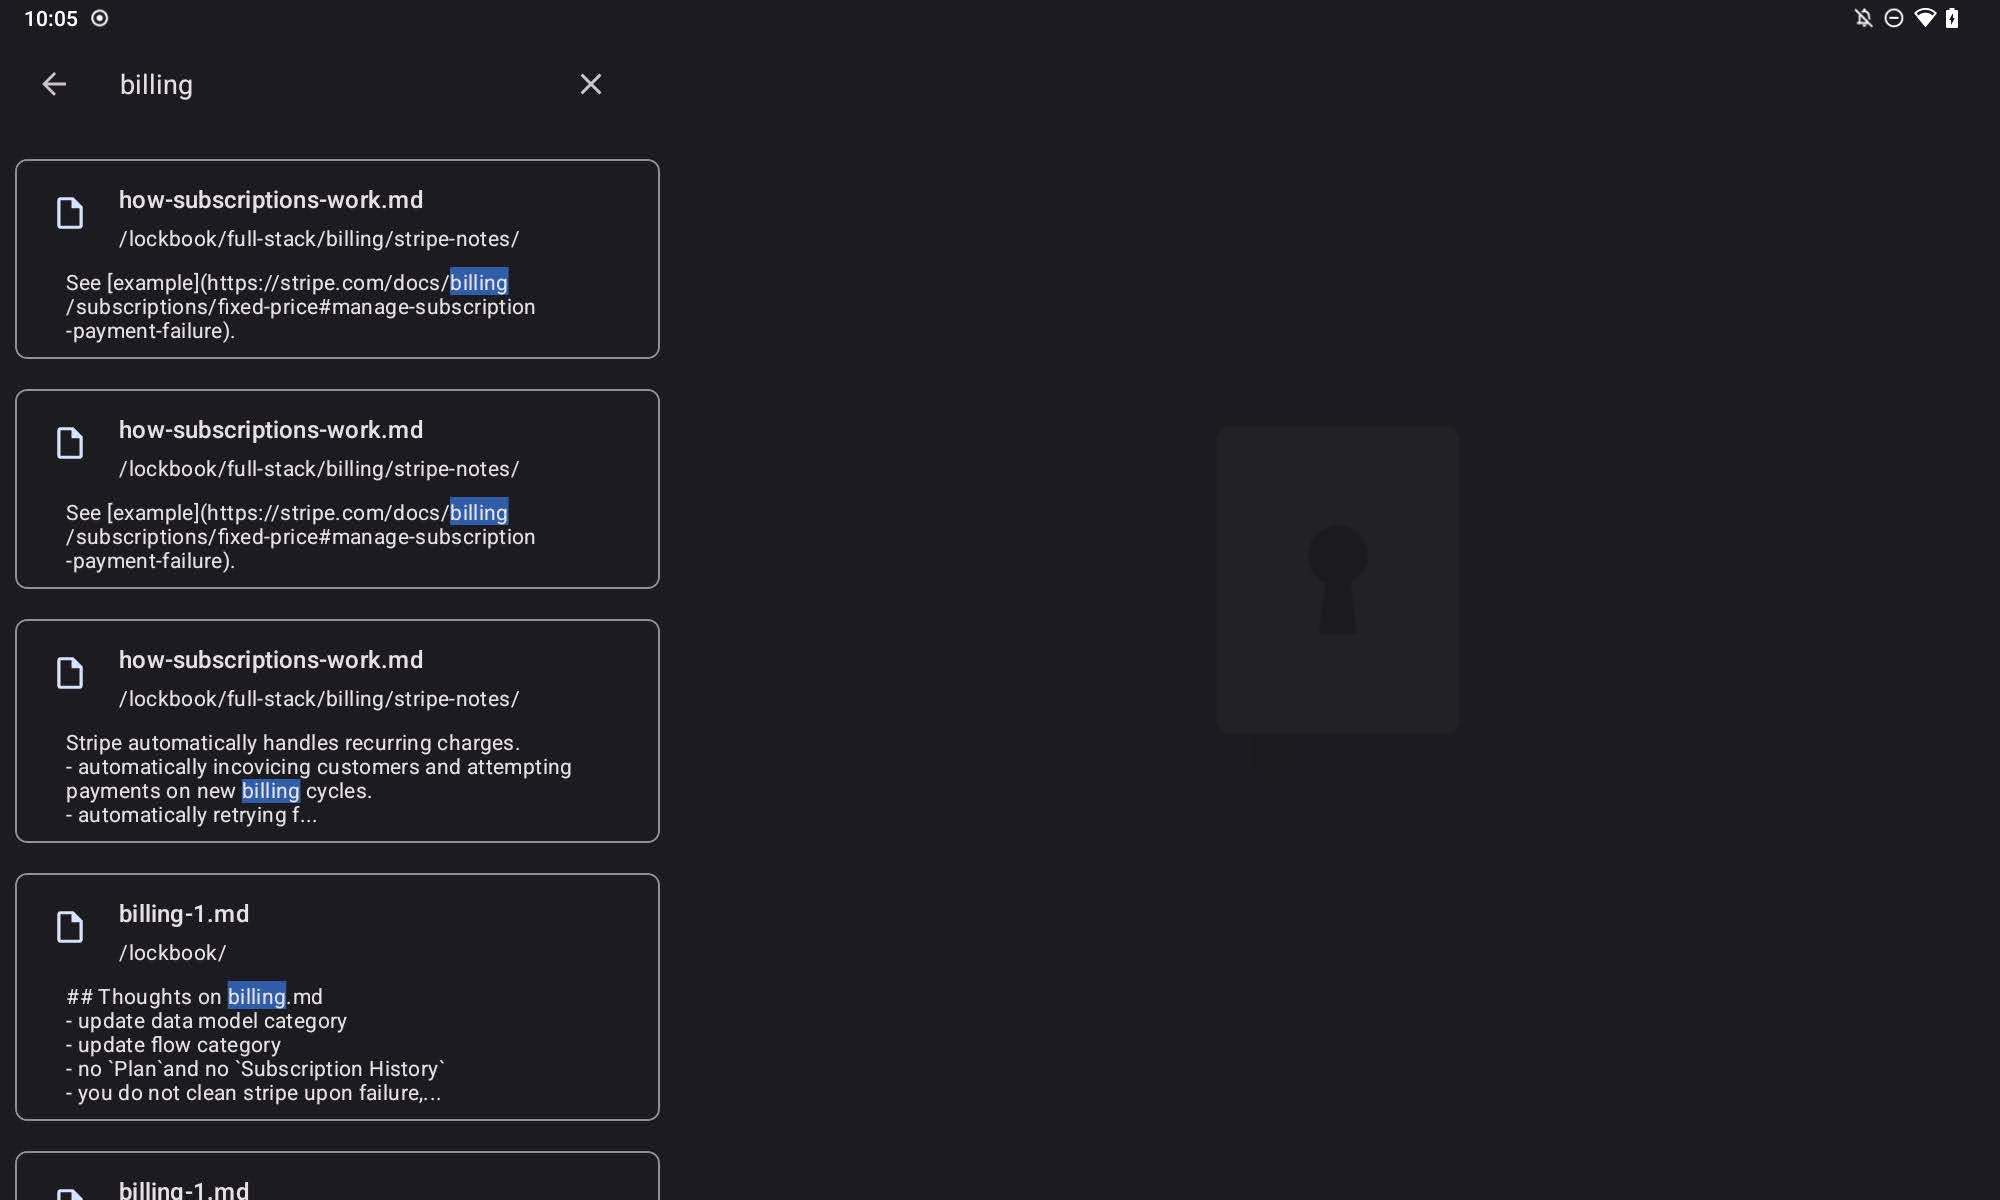 10:05
billing
how-subscriptions-work.md
/lockbook/full-stack/billing/stripe-notes/
See [example](https://stripe.com/docs/billing
/subscriptions/fixed-price#manage-subscription
-payment-failure).
how-subscriptions-work.md
/lockbook/full-stack/billing/stripe-notes/
See [example](https://stripe.com/docs/billing
/subscriptions/fixed-price#manage-subscription
-payment-failure).
how-subscriptions-work.md
/lockbook/full-stack/billing/stripe-notes/
Stripe automatically handles recurring charges.
- automatically incovicing customers and attempting
payments on new billing cycles.
- automatically retrying f...
billing-1.md
/lockbook/
## Thoughts on billing.md
- update data model category
- update flow category
- no `Plan`and no `Subscription History`
- you do not clean stripe upon failure,...
billing-1.md